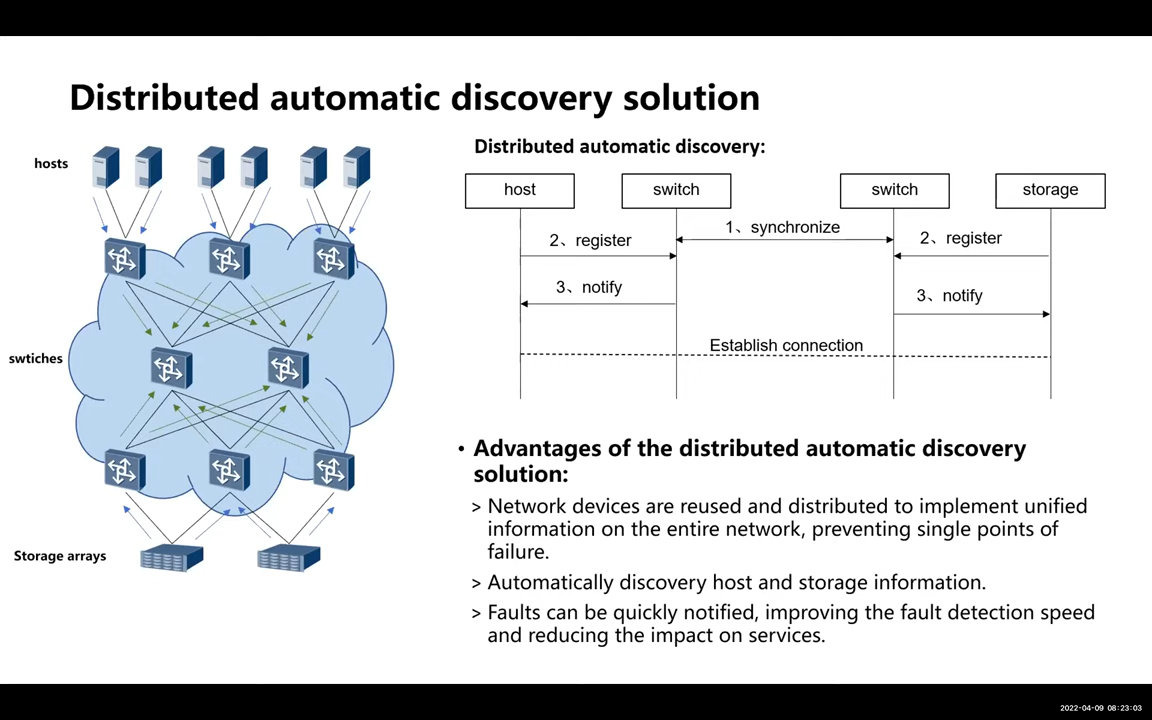 Distributed automatic discovery solution
hosts
swtiches
Storage arrays
Distributed automatic discovery:
host
switch
switch
storage
1、synchronize
2、register
2、register
3、notify
3、notify
Establish connection
• Advantages of the distributed automatic discovery
solution:
> Network devices are reused and distributed to implement unified
information on the entire network, preventing single points of
failure.
> Automatically discovery host and storage information.
> Faults can be quickly notified, improving the fault detection speed
and reducing the impact on services.
2022-04-09 08:23:03